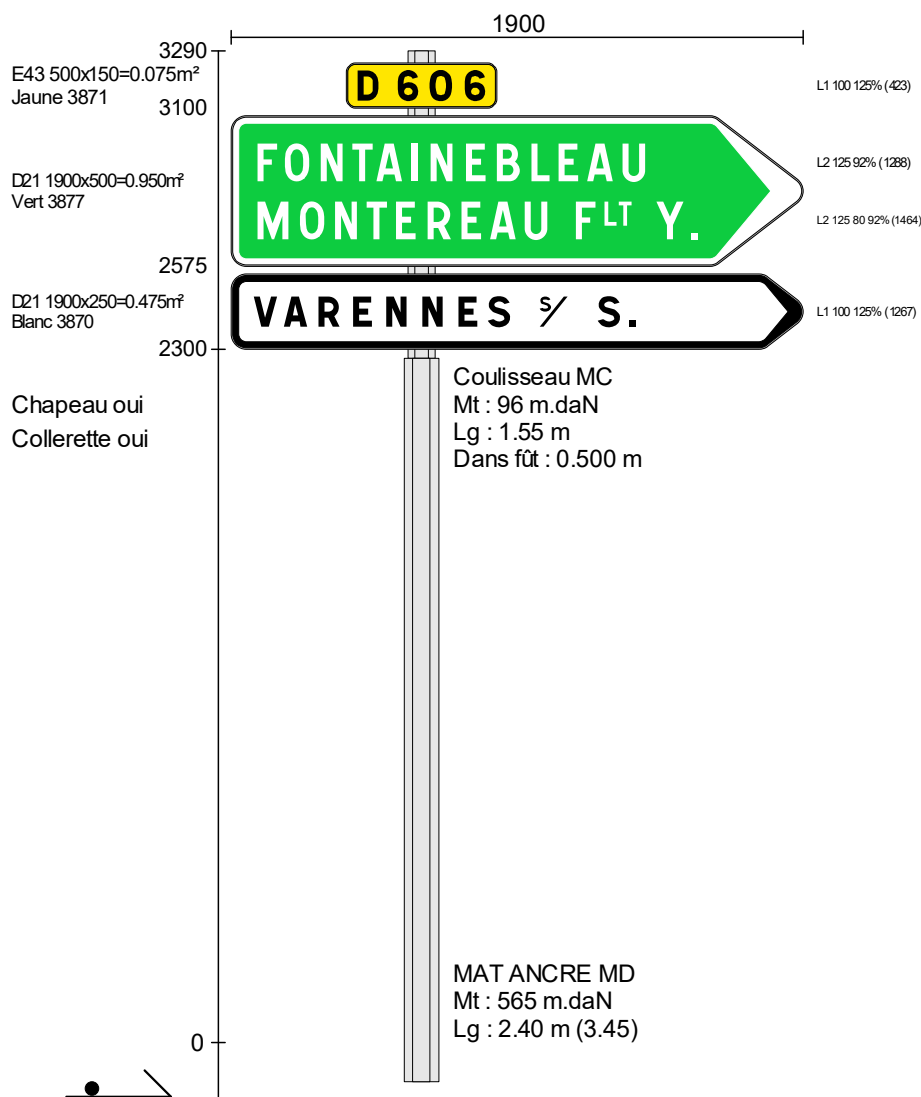 1900
3290
E43 500x150=0.075m²
Jaune 3871
D 606
L1 100 125% (423)
3100
FONTAINEBLEAU
L2 125 92% (1288)
D21 1900x500=0.950m²
Vert 3877
MONTEREAU FLT Y.
L2 125 80 92% (1464)
2575
D21 1900x250=0.475m²
Blanc 3870
VARENNES s/ S.
L1 100 125% (1267)
2300
Chapeau oui
Collerette oui
Coulisseau MC
Mt : 96 m.daN
Lg : 1.55 m
Dans fût : 0.500 m
MAT ANCRE MD
Mt : 565 m.daN
Lg : 2.40 m (3.45)
0